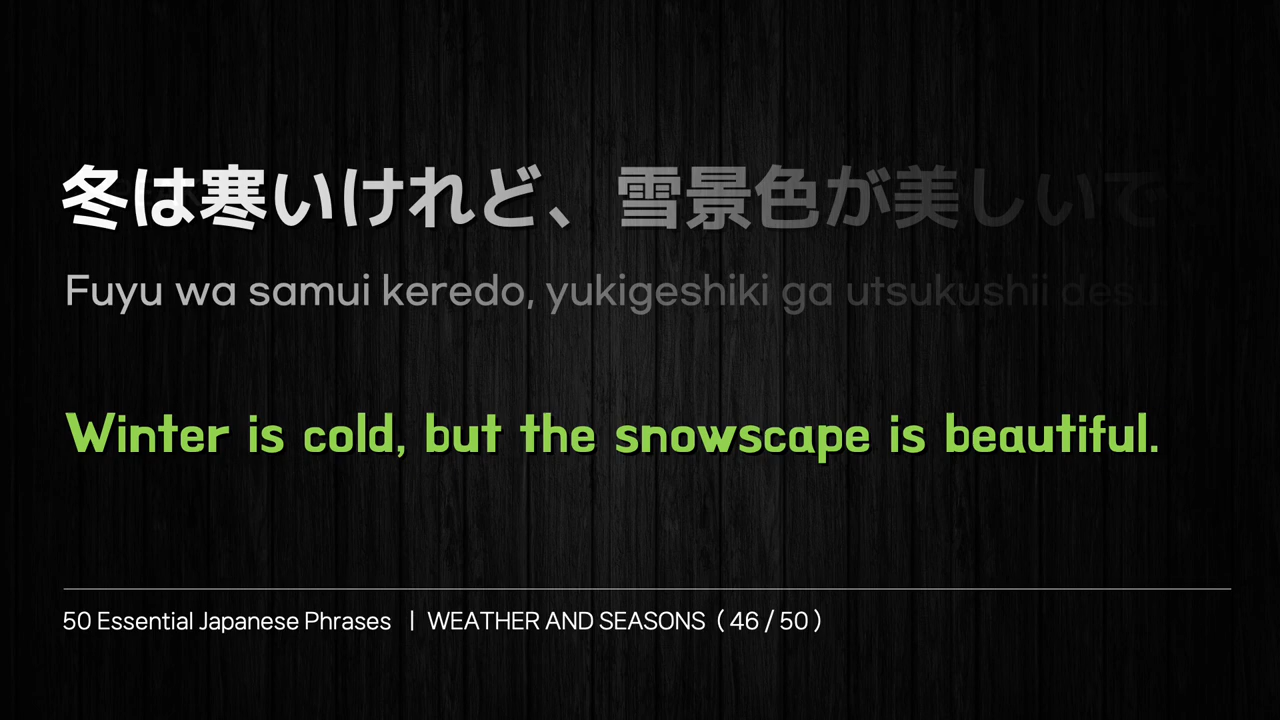 冬は寒いけれど、雪景色が美しいで
Fuyu wa samui keredo, yukigeshiki ga utsukushii desu.
Winter is cold, but the snowscape is beautiful.
50 Essential Japanese Phrases | WEATHER AND SEASONS ( 46 / 50 )